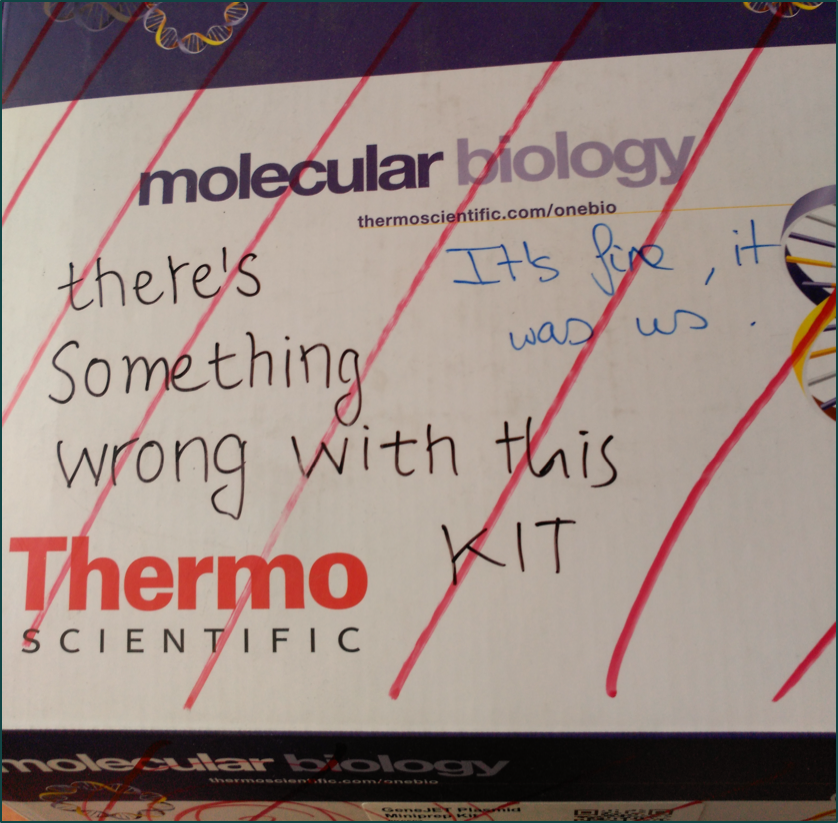 molecular biology
thermoscientific.com/onebio
there's
It's fine, it
was us.
Something
wrong with this
KIT
Thermo
SCIENTIFIC
molecular biology
thermoscientific.com/onebio
GeneJET Plasmid
Miniprep Kit